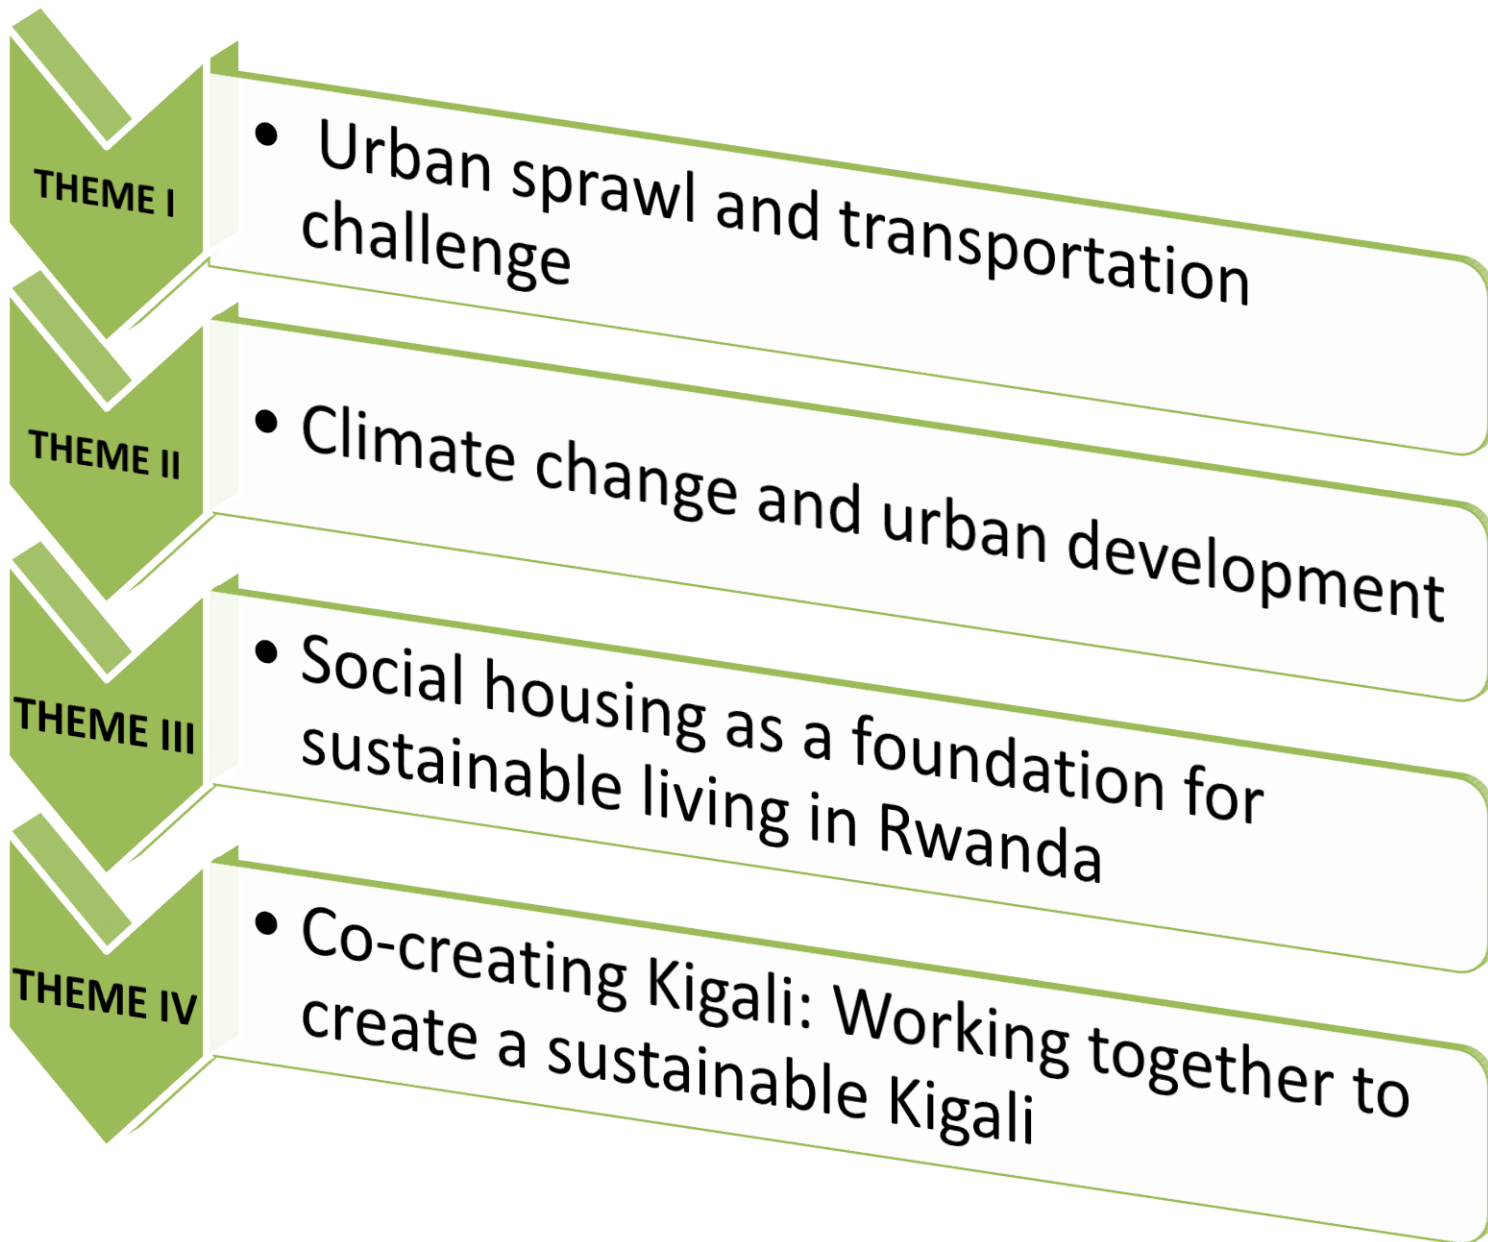 THEME I
• Urban sprawl and transportation
challenge
THEME II
• Climate change and urban development
THEME III
• Social housing as a foundation for
sustainable living in Rwanda
THEME IV
• Co-creating Kigali: Working together to
create a sustainable Kigali